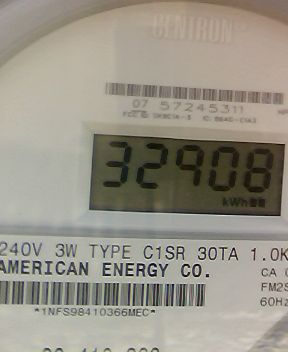 CENTRON
07 57245311
32908
kWh
240V 3W TYPE C1SR 30TA 1.0K
AMERICAN ENERGY CO.
CA
FM2S
60Hz
*1NFS98410366MEC*